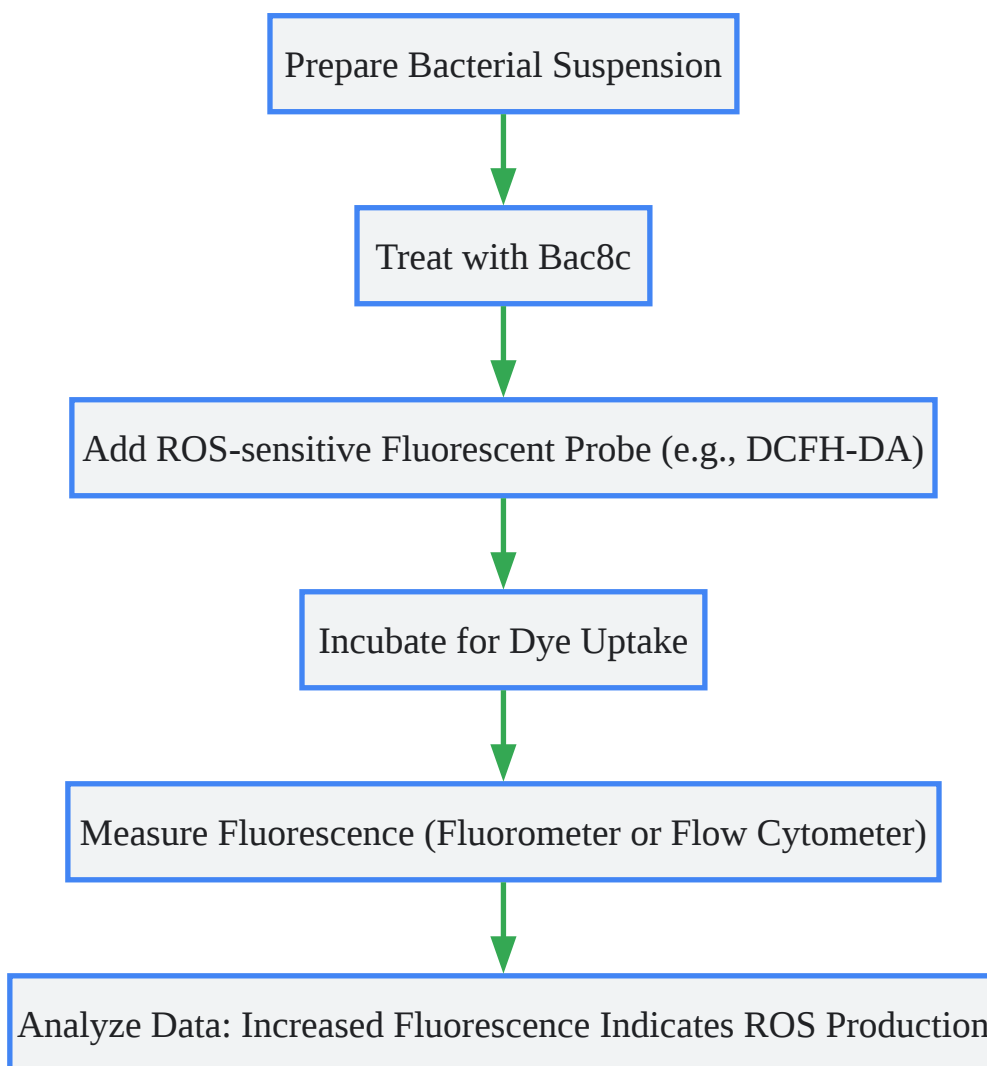 Prepare Bacterial Suspension
Treat with Bac8c
Add ROS-sensitive Fluorescent Probe (e.g., DCFH-DA)
Incubate for Dye Uptake
Measure Fluorescence (Fluorometer or Flow Cytometer)
Analyze Data: Increased Fluorescence Indicates ROS Production